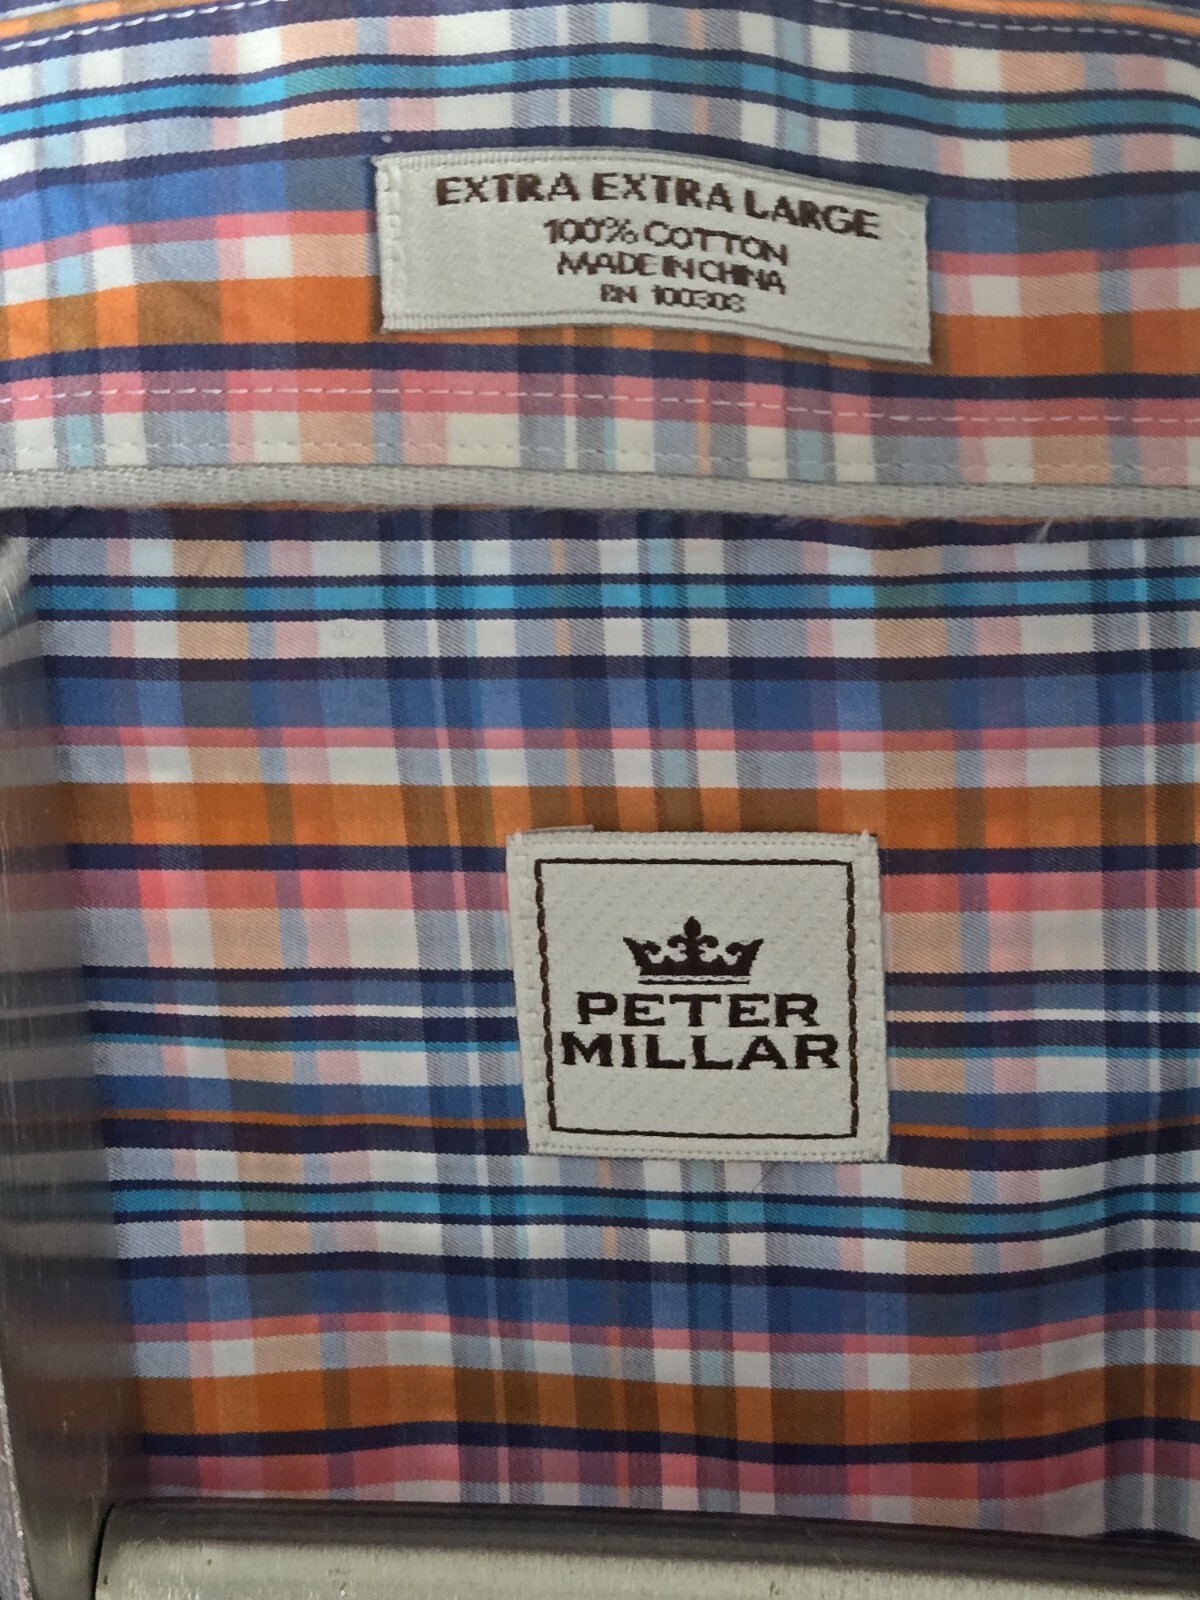 EXTRA EXTRA LARGE
100% COTTON
MADE IN CHINA
RN 100303
PETER
MILLAR